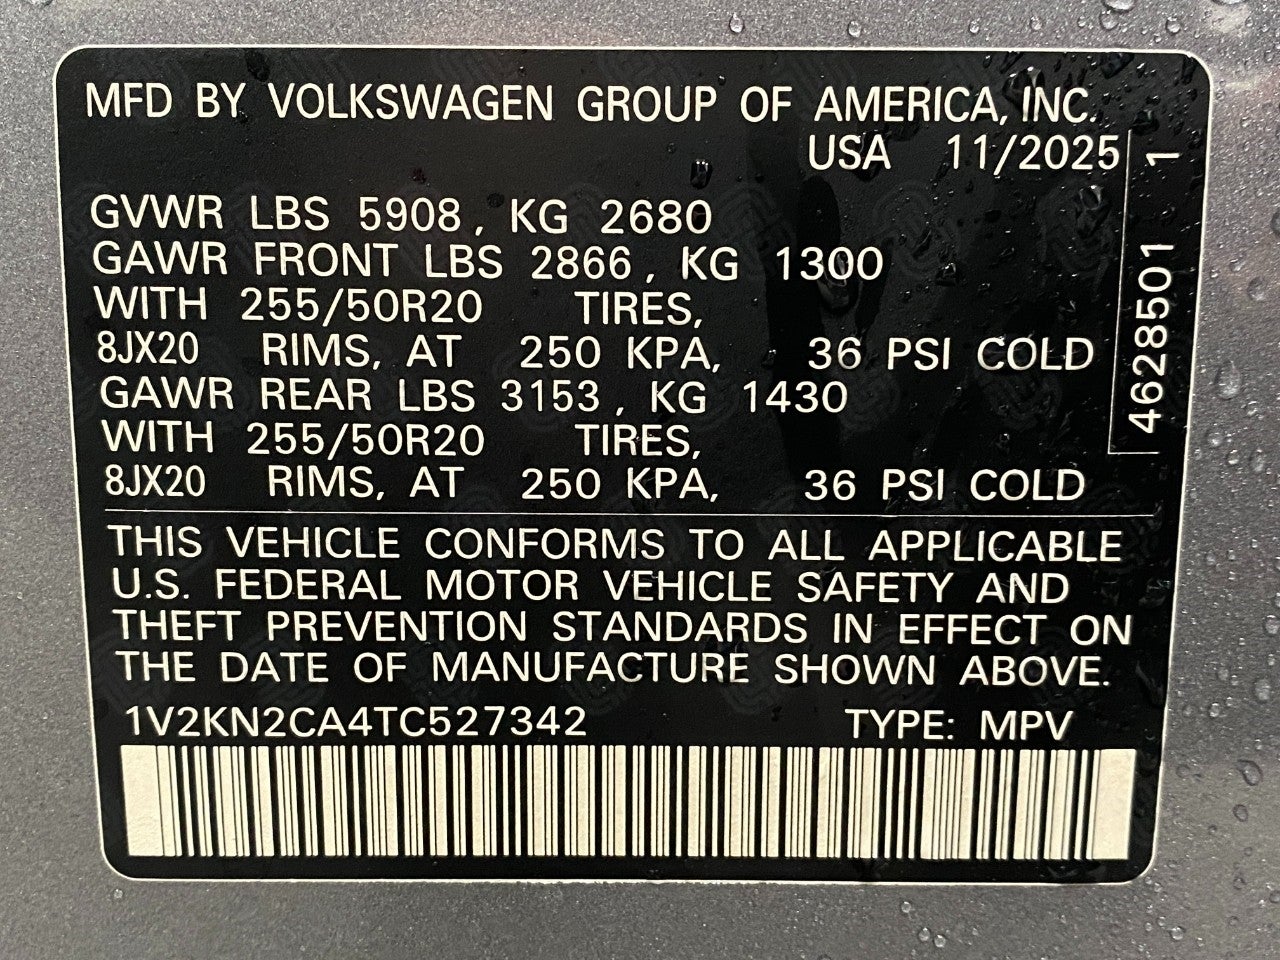 MFD BY VOLKSWAGEN GROUP OF AMERICA, INC.
USA 11/2025
GVWR LBS 5908, KG 2680
GAWR FRONT LBS 2866, KG 1300
WITH 255/50R20 TIRES,
8JX20 RIMS, AT 250 KPA, 36 PSI COLD
GAWR REAR LBS 3153, KG 1430
WITH 255/50R20 TIRES,
8JX20 RIMS, AT 250 KPA, 36 PSI COLD
4628501 1
THIS VEHICLE CONFORMS TO ALL APPLICABLE
U.S. FEDERAL MOTOR VEHICLE SAFETY AND
THEFT PREVENTION STANDARDS IN EFFECT ON
THE DATE OF MANUFACTURE SHOWN ABOVE.
1V2KN2CA4TC527342 TYPE: MPV